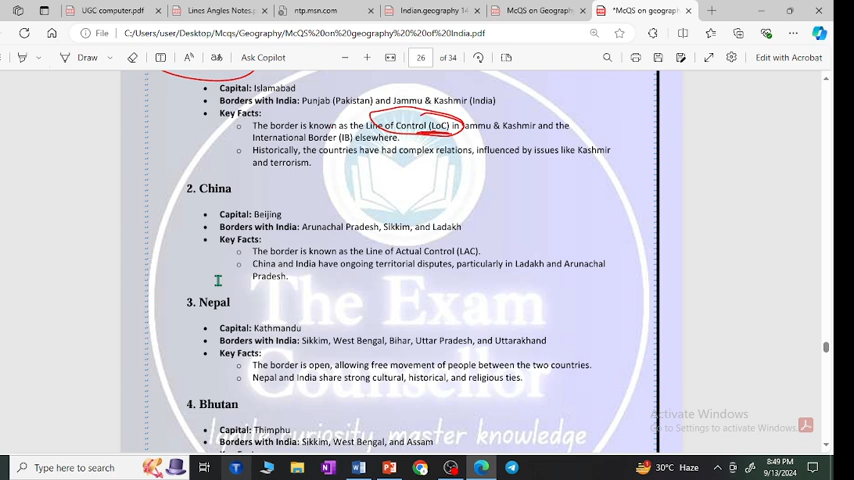 UGC computer.pdf
Lines Angles Notes.p
ntp.msn.com
Indian.geography 14
McQS on Geograph
*McQS on geograph
File
C:/Users/user/Desktop/Mcqs/Geography/McQS%20on%20geography%20%20of%20India.pdf
Draw
Ask Copilot
26 of 34
Edit with Acrobat
• Capital: Islamabad
• Borders with India: Punjab (Pakistan) and Jammu & Kashmir (India)
• Key Facts:
o The border is known as the Line of Control (LoC) in Jammu & Kashmir and the
International Border (IB) elsewhere.
o Historically, the countries have had complex relations, influenced by issues like Kashmir
and terrorism.
2. China
• Capital: Beijing
• Borders with India: Arunachal Pradesh, Sikkim, and Ladakh
• Key Facts:
o The border is known as the Line of Actual Control (LAC).
o China and India have ongoing territorial disputes, particularly in Ladakh and Arunachal
Pradesh.
The Exam
3. Nepal
• Capital: Kathmandu
• Borders with India: Sikkim, West Bengal, Bihar, Uttar Pradesh, and Uttarakhand
• Key Facts:
Counsellor
o The border is open, allowing free movement of people between the two countries.
o Nepal and India share strong cultural, historical, and religious ties.
4. Bhutan
Activate Windows
Go to Settings to activate Windows.
• Capital: Thimphu
Ignite curiosity, master knowledge
• Borders with India: Sikkim, West Bengal, and Assam
Type here to search
30°C Haze
8:49 PM
9/13/2024